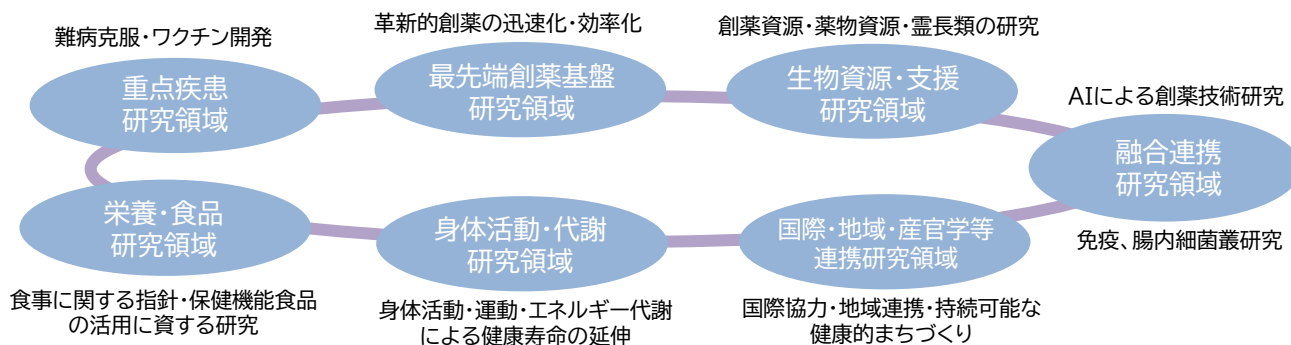 難病克服・ワクチン開発
重点疾患
研究領域
革新的創薬の迅速化・効率化
最先端創薬基盤
研究領域
創薬資源・薬物資源・霊長類の研究
生物資源・支援
研究領域
AIによる創薬技術研究
融合連携
研究領域
免疫、腸内細菌叢研究
栄養・食品
研究領域
食事に関する指針・保健機能食品
の活用に資する研究
身体活動・代謝
研究領域
身体活動・運動・エネルギー代謝
による健康寿命の延伸
国際・地域・産官学等
連携研究領域
国際協力・地域連携・持続可能な
健康的まちづくり